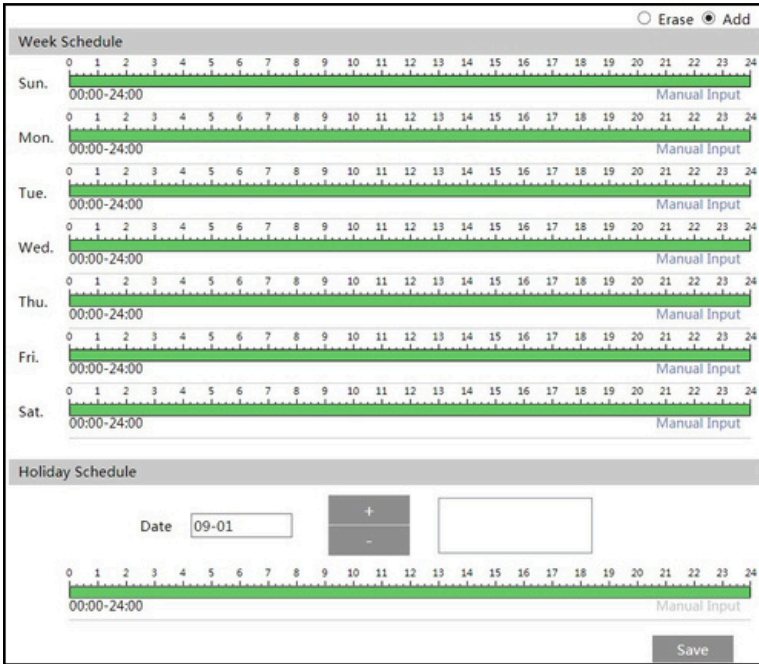 Erase Add
Week Schedule
0 1 2 3 4 5 6 7 8 9 10 11 12 13 14 15 16 17 18 19 20 21 22 23 24
Sun.
00:00-24:00 Manual Input
0 1 2 3 4 5 6 7 8 9 10 11 12 13 14 15 16 17 18 19 20 21 22 23 24
Mon.
00:00-24:00 Manual Input
0 1 2 3 4 5 6 7 8 9 10 11 12 13 14 15 16 17 18 19 20 21 22 23 24
Tue.
00:00-24:00 Manual Input
0 1 2 3 4 5 6 7 8 9 10 11 12 13 14 15 16 17 18 19 20 21 22 23 24
Wed.
00:00-24:00 Manual Input
0 1 2 3 4 5 6 7 8 9 10 11 12 13 14 15 16 17 18 19 20 21 22 23 24
Thu.
00:00-24:00 Manual Input
0 1 2 3 4 5 6 7 8 9 10 11 12 13 14 15 16 17 18 19 20 21 22 23 24
Fri.
00:00-24:00 Manual Input
0 1 2 3 4 5 6 7 8 9 10 11 12 13 14 15 16 17 18 19 20 21 22 23 24
Sat.
00:00-24:00 Manual Input
Holiday Schedule
+
Date 09-01
-
0 1 2 3 4 5 6 7 8 9 10 11 12 13 14 15 16 17 18 19 20 21 22 23 24
00:00-24:00 Manual Input
Save